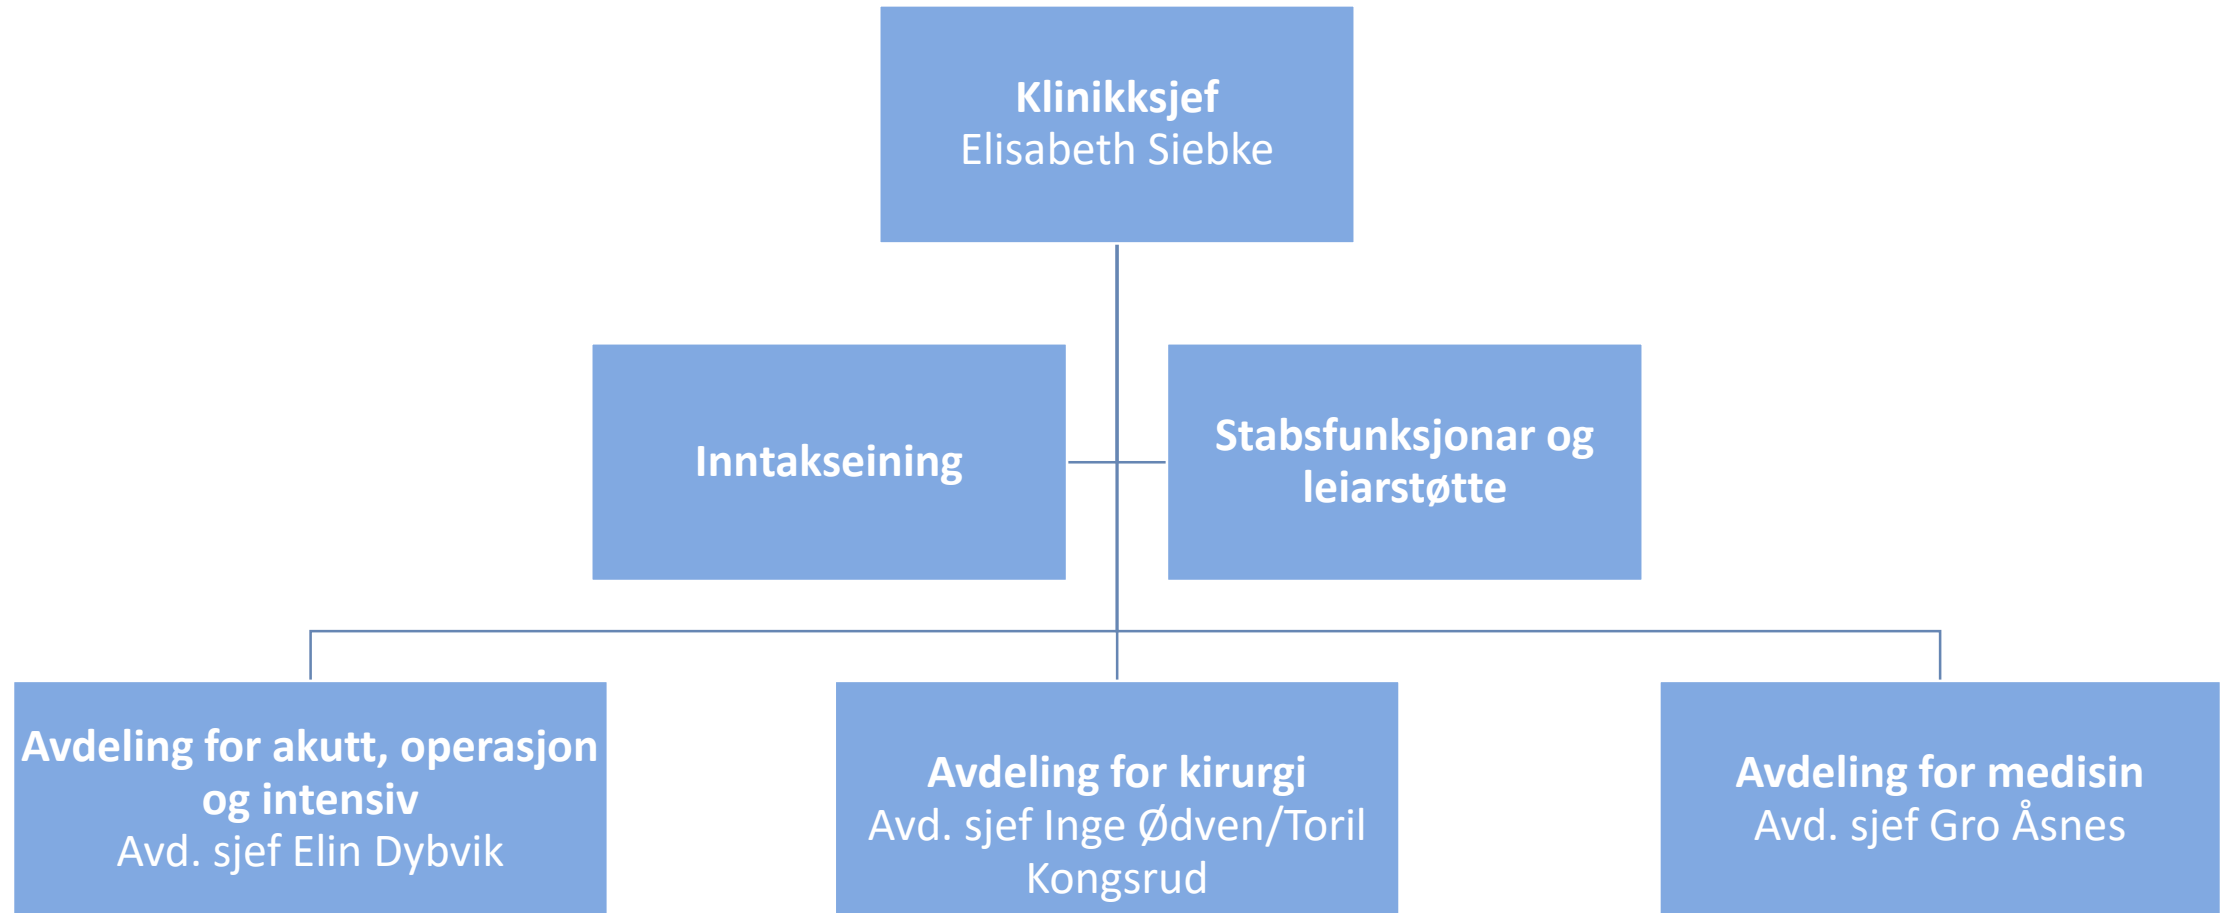 Klinikksjef
Elisabeth Siebke
Inntakseining
Stabsfunksjonar og
leiarstøtte
Avdeling for akutt, operasjon
og intensiv
Avd. sjef Elin Dybvik
Avdeling for kirurgi
Avd. sjef Inge Ødven/Toril
Kongsrud
Avdeling for medisin
Avd. sjef Gro Åsnes